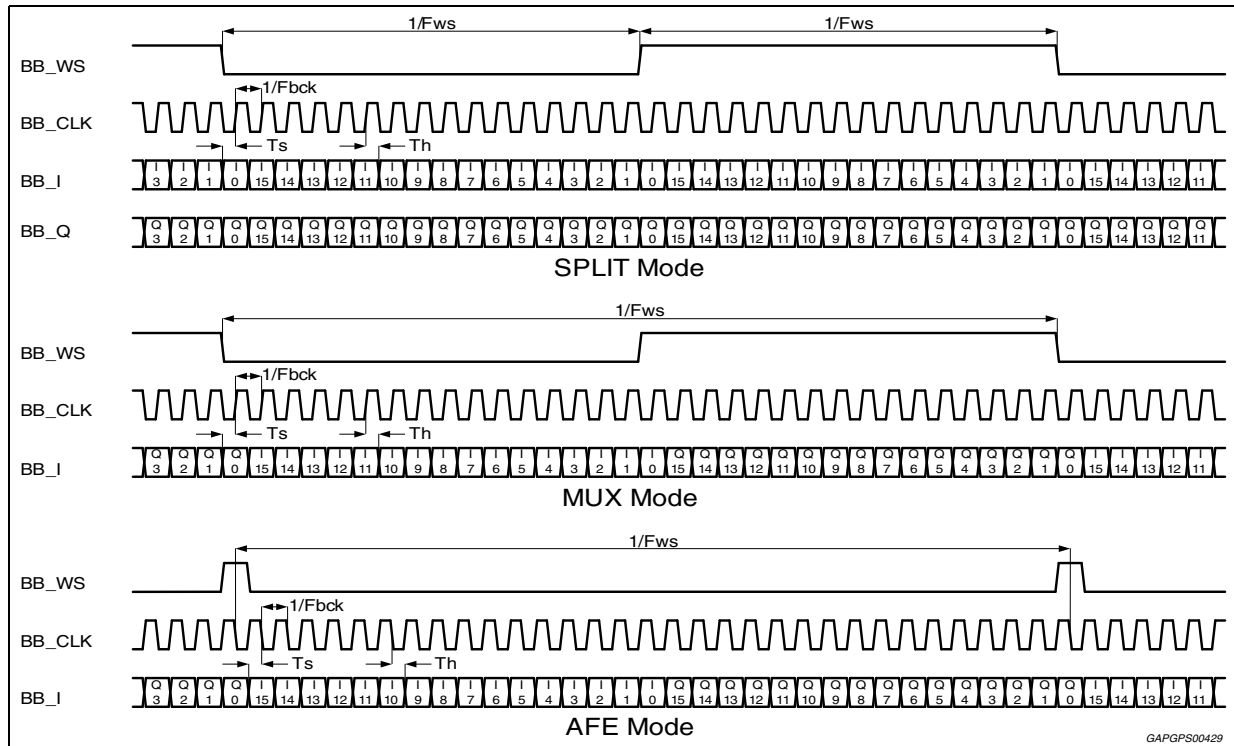 1/Fws 1/Fws
BB_WS
1/Fbck
BB_CLK
Ts Th
BB_I
I I I I I I I I I I I I I I I I I I I I I I I I I I I I I I I I I I I I I I I I I
3 2 1 0 15 14 13 12 11 10 9 8 7 6 5 4 3 2 1 0 15 14 13 12 11 10 9 8 7 6 5 4 3 2 1 0 15 14 13 12 11
BB_Q
Q Q Q Q Q Q Q Q Q Q Q Q Q Q Q Q Q Q Q Q Q Q Q Q Q Q Q Q Q Q Q Q Q Q Q Q Q Q Q Q Q
3 2 1 0 15 14 13 12 11 10 9 8 7 6 5 4 3 2 1 0 15 14 13 12 11 10 9 8 7 6 5 4 3 2 1 0 15 14 13 12 11
SPLIT Mode
1/Fws
BB_WS
1/Fbck
BB_CLK
Ts Th
BB_I
Q Q Q Q I I I I I I I I I I I I I I I I Q Q Q Q Q Q Q Q Q Q Q Q Q Q Q Q I I I I I
3 2 1 0 15 14 13 12 11 10 9 8 7 6 5 4 3 2 1 0 15 14 13 12 11 10 9 8 7 6 5 4 3 2 1 0 15 14 13 12 11
MUX Mode
1/Fws
BB_WS
1/Fbck
BB_CLK
Ts Th
BB_I
Q Q Q Q I I I I I I I I I I I I I I I I Q Q Q Q Q Q Q Q Q Q Q Q Q Q Q Q I I I I I
3 2 1 0 15 14 13 12 11 10 9 8 7 6 5 4 3 2 1 0 15 14 13 12 11 10 9 8 7 6 5 4 3 2 1 0 15 14 13 12 11
AFE Mode
GAPGPS00429